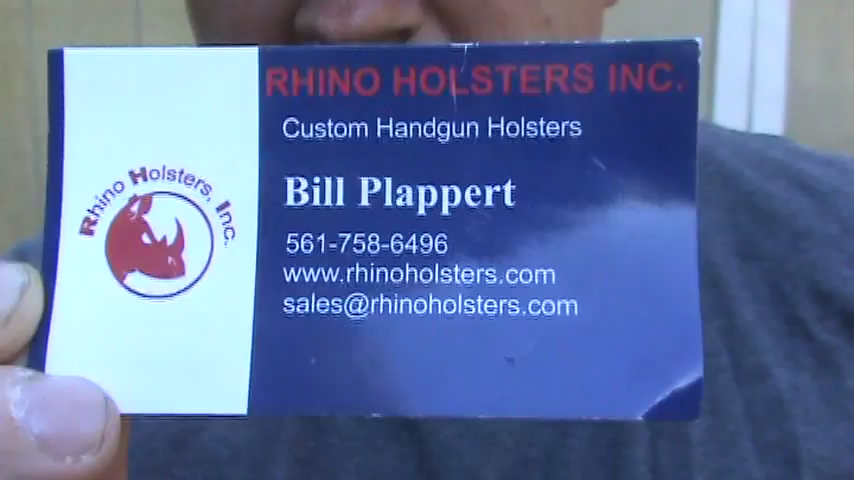 RHINO HOLSTERS INC.
Custom Handgun Holsters
Bill Plappert
561-758-6496
www.rhinoholsters.com
sales@rhinoholsters.com
Rhino Holsters, Inc.